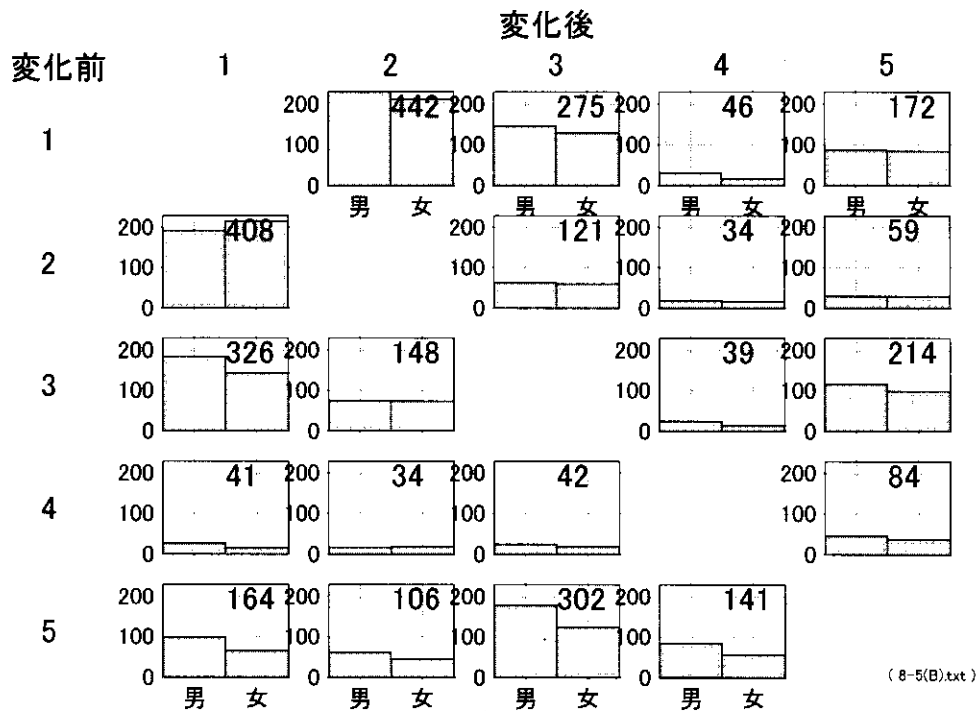 変化後
変化前 1 2 3 4 5
1
200 100 0 442 男 女
200 100 0 275 男 女
200 100 0 46 男 女
200 100 0 172 男 女
2
200 100 0 408
200 100 0 121
200 100 0 34
200 100 0 59
3
200 100 0 326
200 100 0 148
200 100 0 39
200 100 0 214
4
200 100 0 41
200 100 0 34
200 100 0 42
200 100 0 84
5
200 100 0 164 男 女
200 100 0 106 男 女
200 100 0 302 男 女
200 100 0 141 男 女
( 8-5(B).txt )